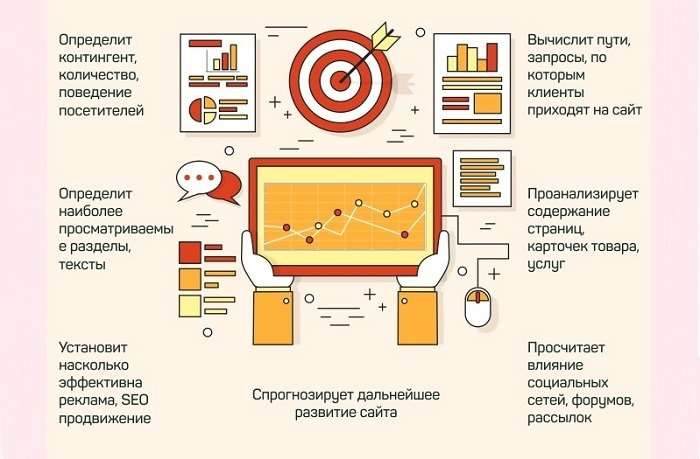 Определит
контингент,
количество,
поведение
посетителей
Вычислит пути,
запросы, по
которым
клиенты
приходят на сайт
Определит
наиболее
просматриваемы
е разделы,
тексты
Проанализирует
содержание
страниц,
карточек товара,
услуг
Установит
насколько
эффективна
реклама, SEO
продвижение
Спрогнозирует дальнейшее
развитие сайта
Просчитает
влияние
социальных
сетей, форумов,
рассылок